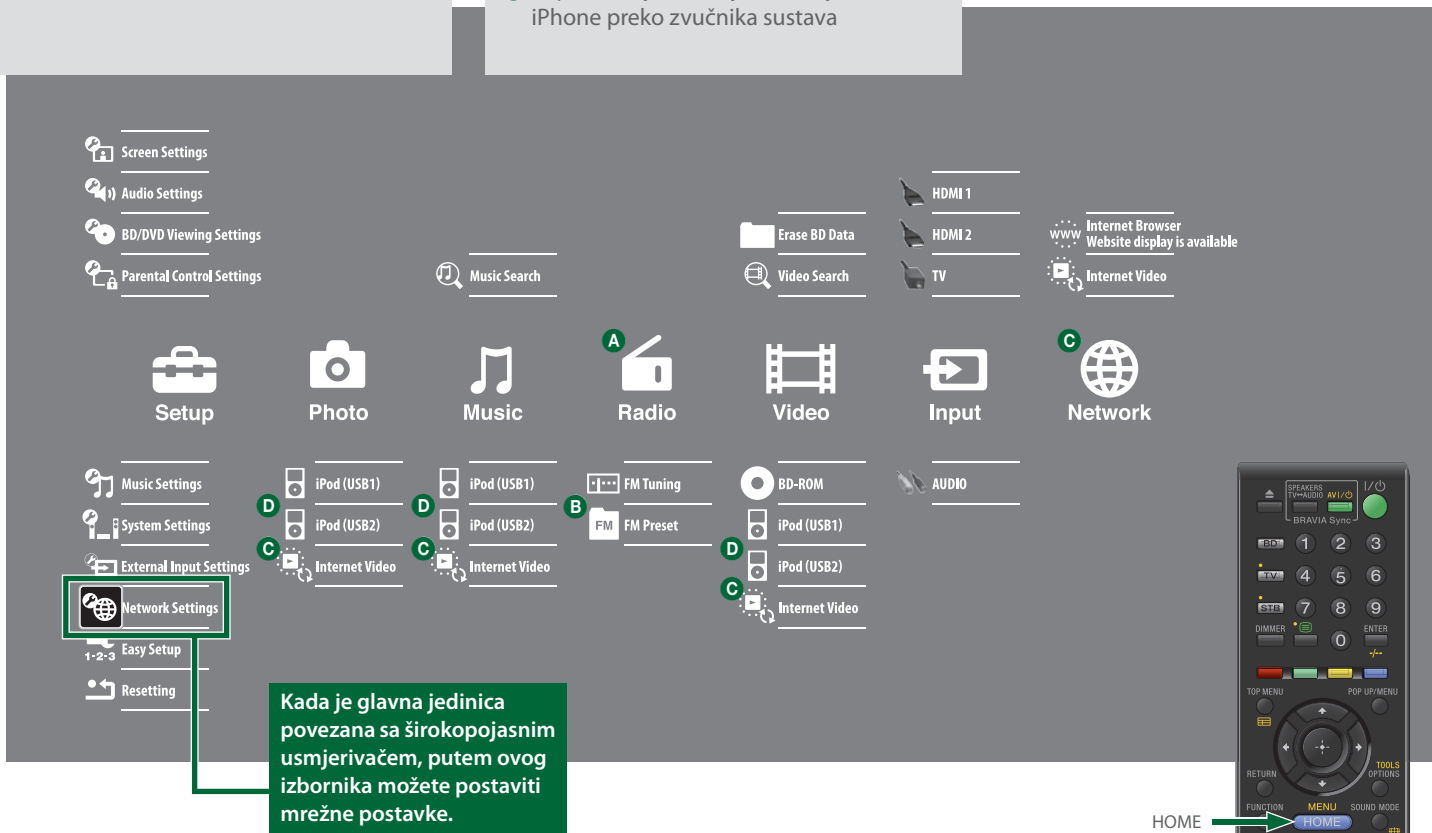 iPhone preko zvučnika sustava
Screen Settings
Audio Settings
BD/DVD Viewing Settings
Parental Control Settings
Music Search
Erase BD Data
Video Search
HDMI 1
HDMI 2
TV
www Internet Browser
Website display is available
Internet Video
A
C
Setup
Photo
Music
Radio
Video
Input
Network
Music Settings
System Settings
External Input Settings
Network Settings
1-2-3 Easy Setup
Resetting
iPod (USB1)
D
iPod (USB2)
C
Internet Video
iPod (USB1)
D
iPod (USB2)
C
Internet Video
FM Tuning
B
FM FM Preset
BD-ROM
iPod (USB1)
D
iPod (USB2)
C
Internet Video
AUDIO
Kada je glavna jedinica
povezana sa širokopojasnim
usmjerivačem, putem ovog
izbornika možete postaviti
mrežne postavke.
SPEAKERS
TV↔AUDIO AV I/⏻
I/⏻
BRAVIA Sync
BD 1 2 3
TV 4 5 6
STB 7 8 9
DIMMER 0 ENTER
-/--
TOP MENU POP UP/MENU
TOOLS
RETURN OPTIONS
FUNCTION MENU SOUND MODE
HOME
HOME